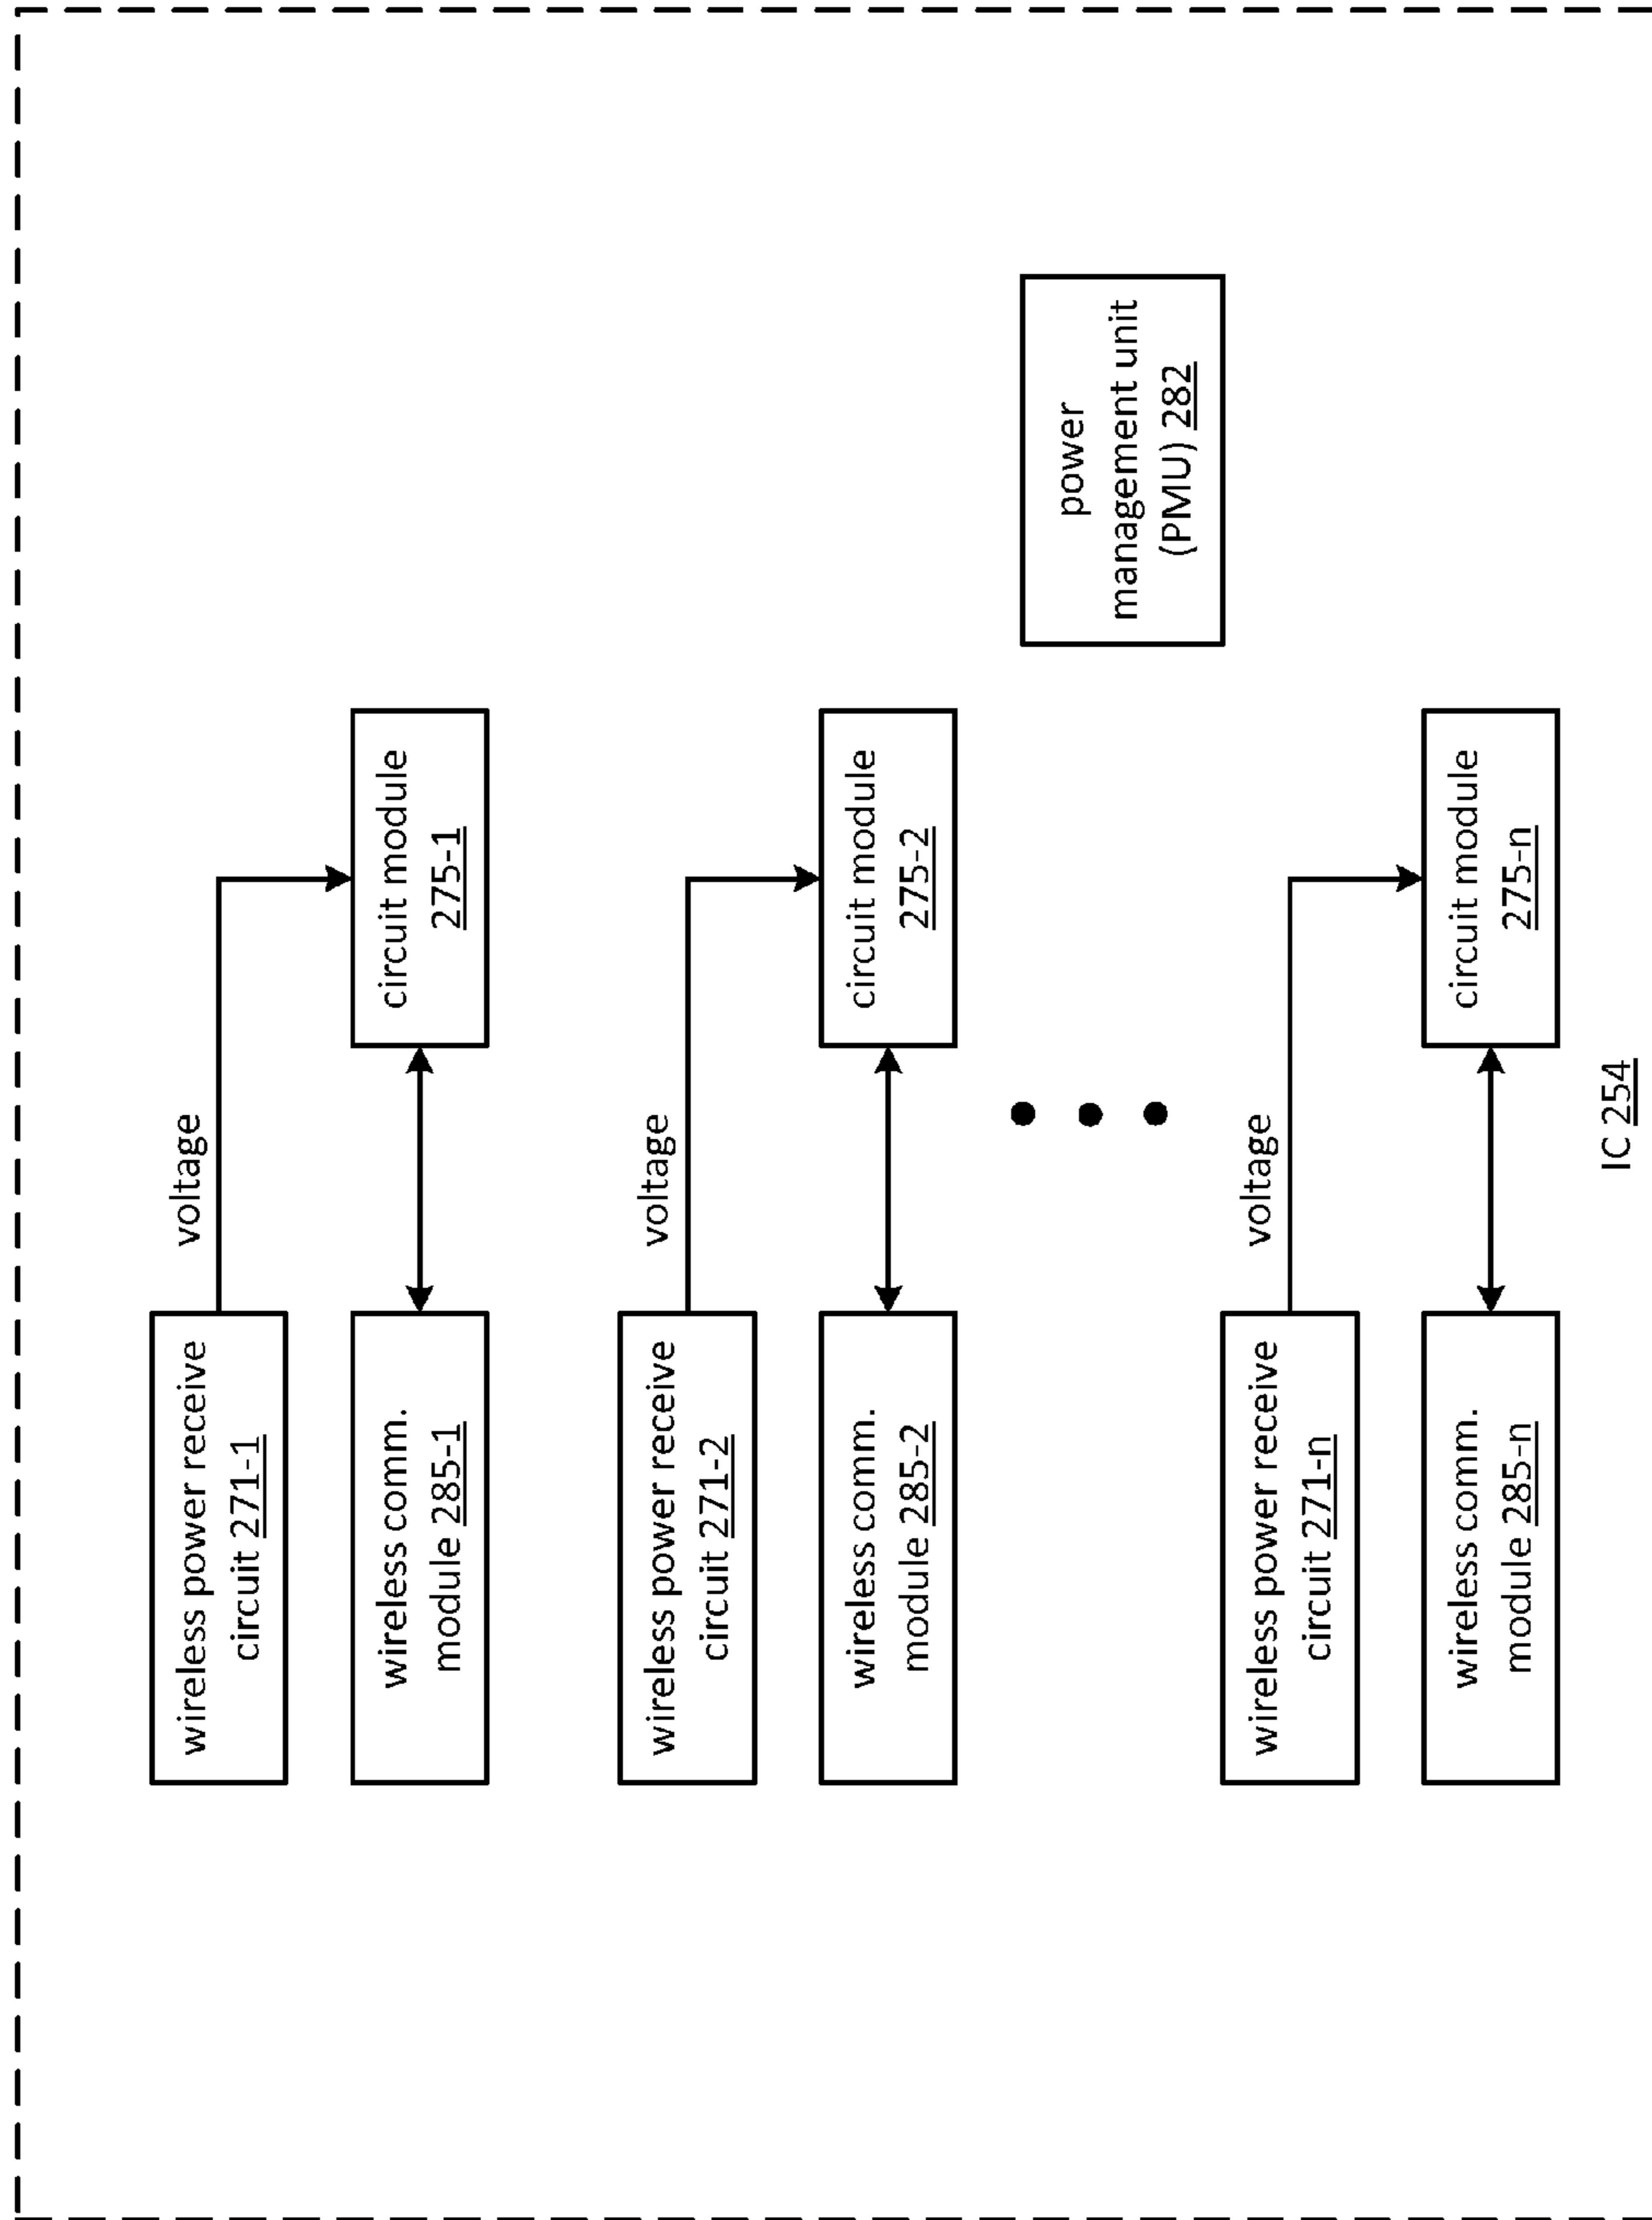 wireless power receive
circuit 271-1
voltage
wireless comm.
module 285-1
circuit module
275-1
wireless power receive
circuit 271-2
voltage
wireless comm.
module 285-2
circuit module
275-2
power
management unit
(PMU) 282
wireless power receive
circuit 271-n
voltage
wireless comm.
module 285-n
circuit module
275-n
IC 254